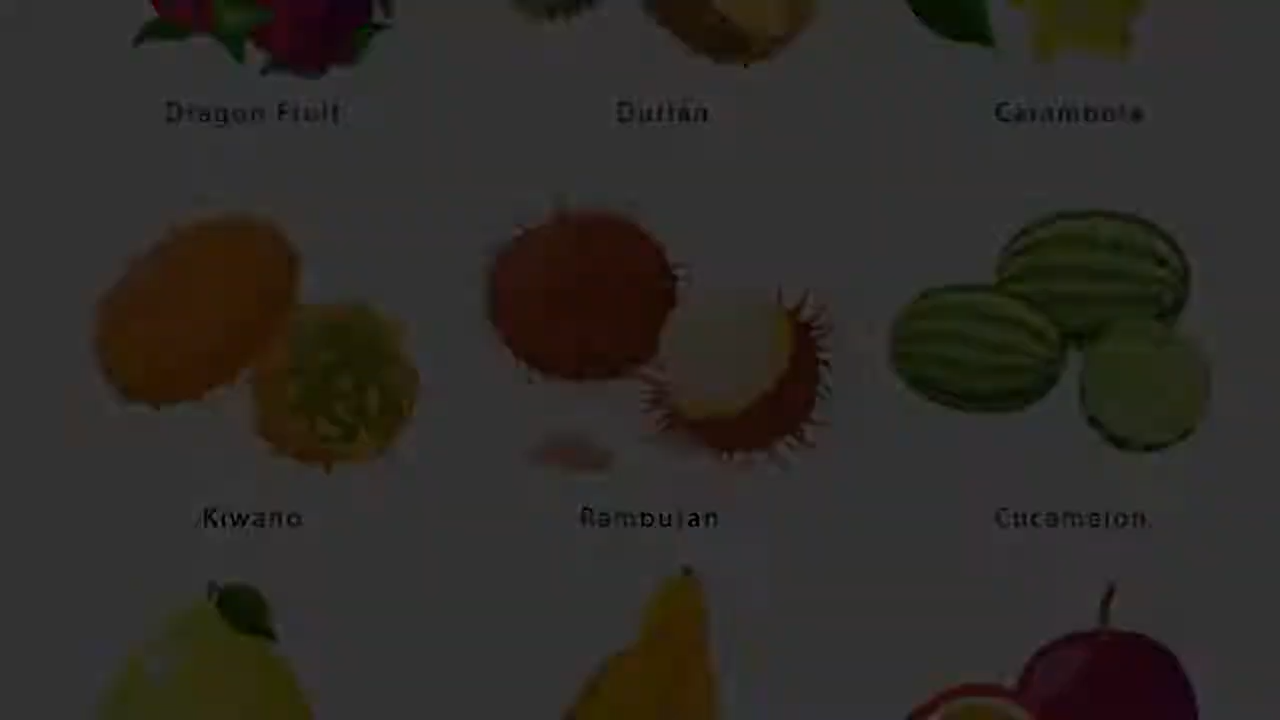 Dragon Fruit
Durian
Carambola
Kiwano
Rambutan
Cucamelon